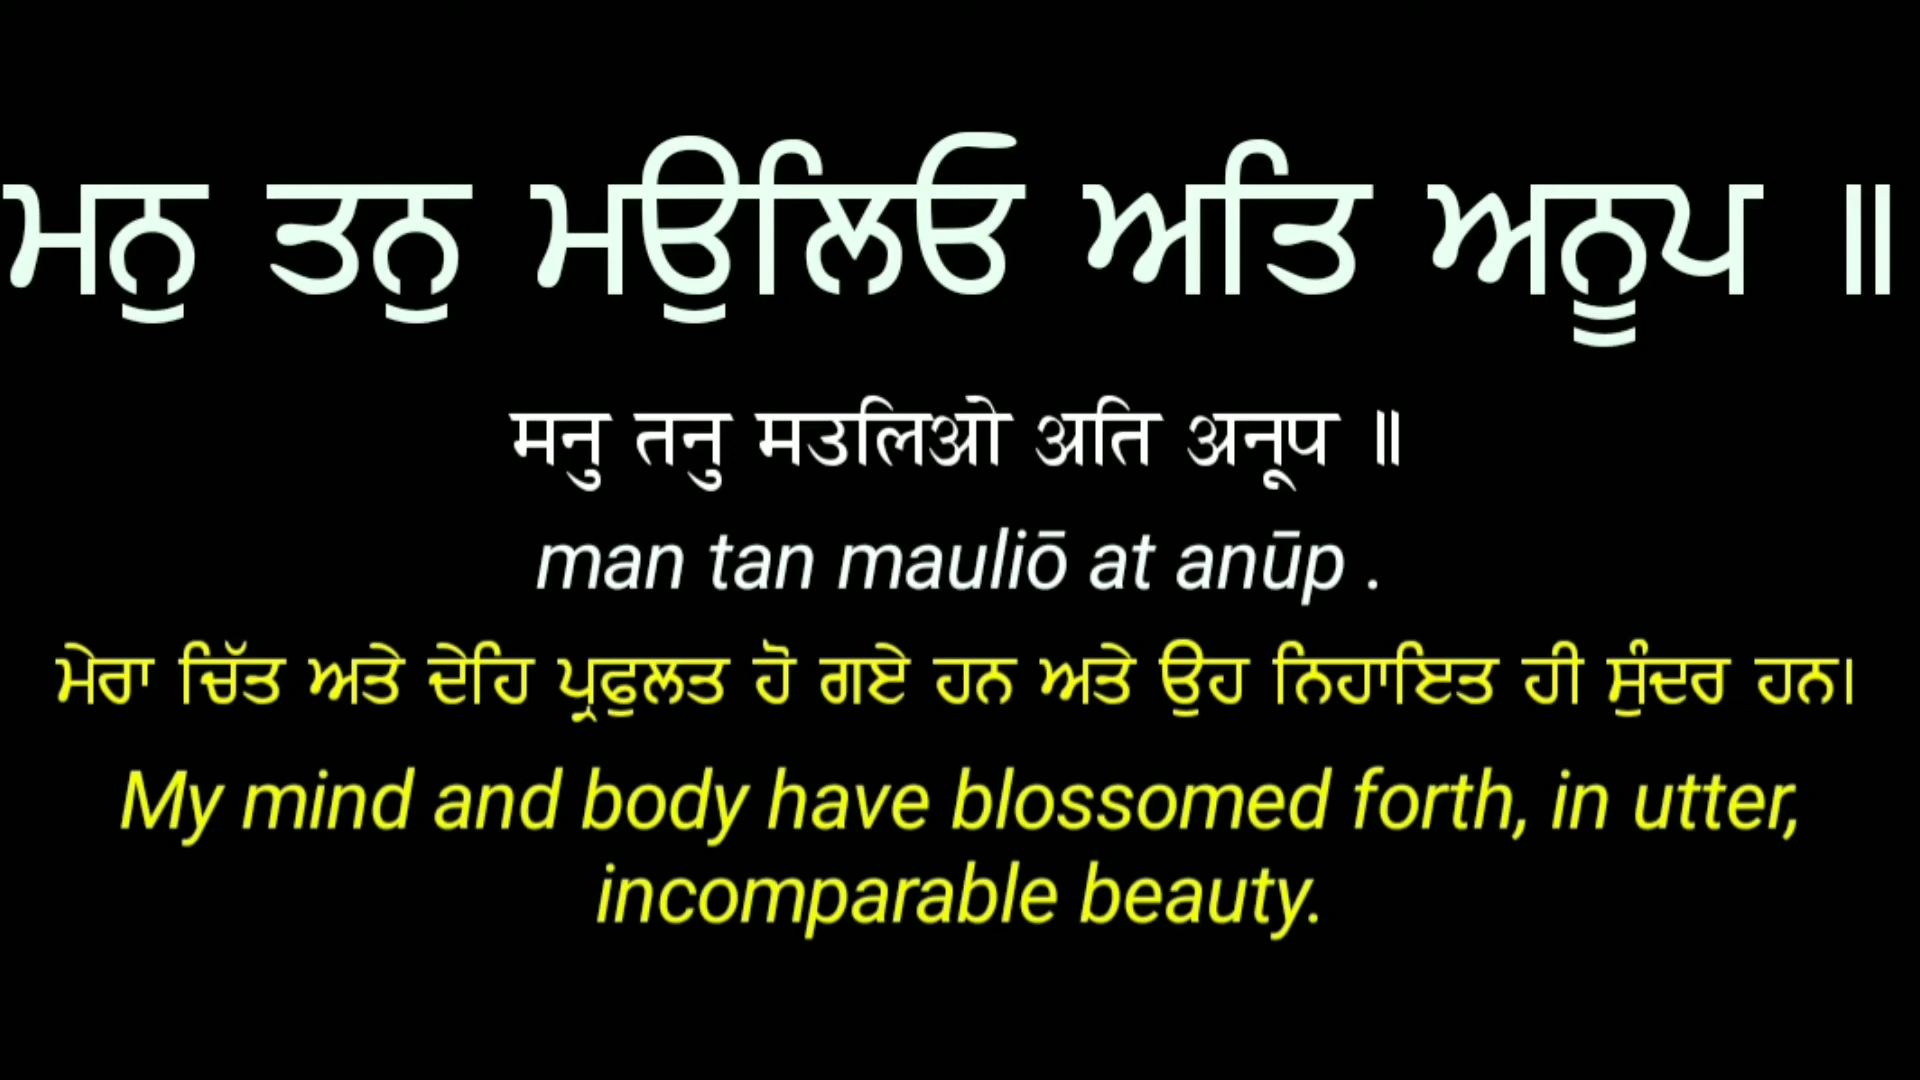 ਮਨੁ ਤਨੁ ਮਉਲਿਓ ਅਤਿ ਅਨੂਪ ॥
मनु तनु मउलिओ अति अनूप ॥
man tan mauliō at anūp .
ਮੇਰਾ ਚਿੱਤ ਅਤੇ ਦੇਹਿ ਪ੍ਰਫੁਲਤ ਹੋ ਗਏ ਹਨ ਅਤੇ ਉਹ ਨਿਹਾਇਤ ਹੀ ਸੁੰਦਰ ਹਨ।
My mind and body have blossomed forth, in utter,
incomparable beauty.